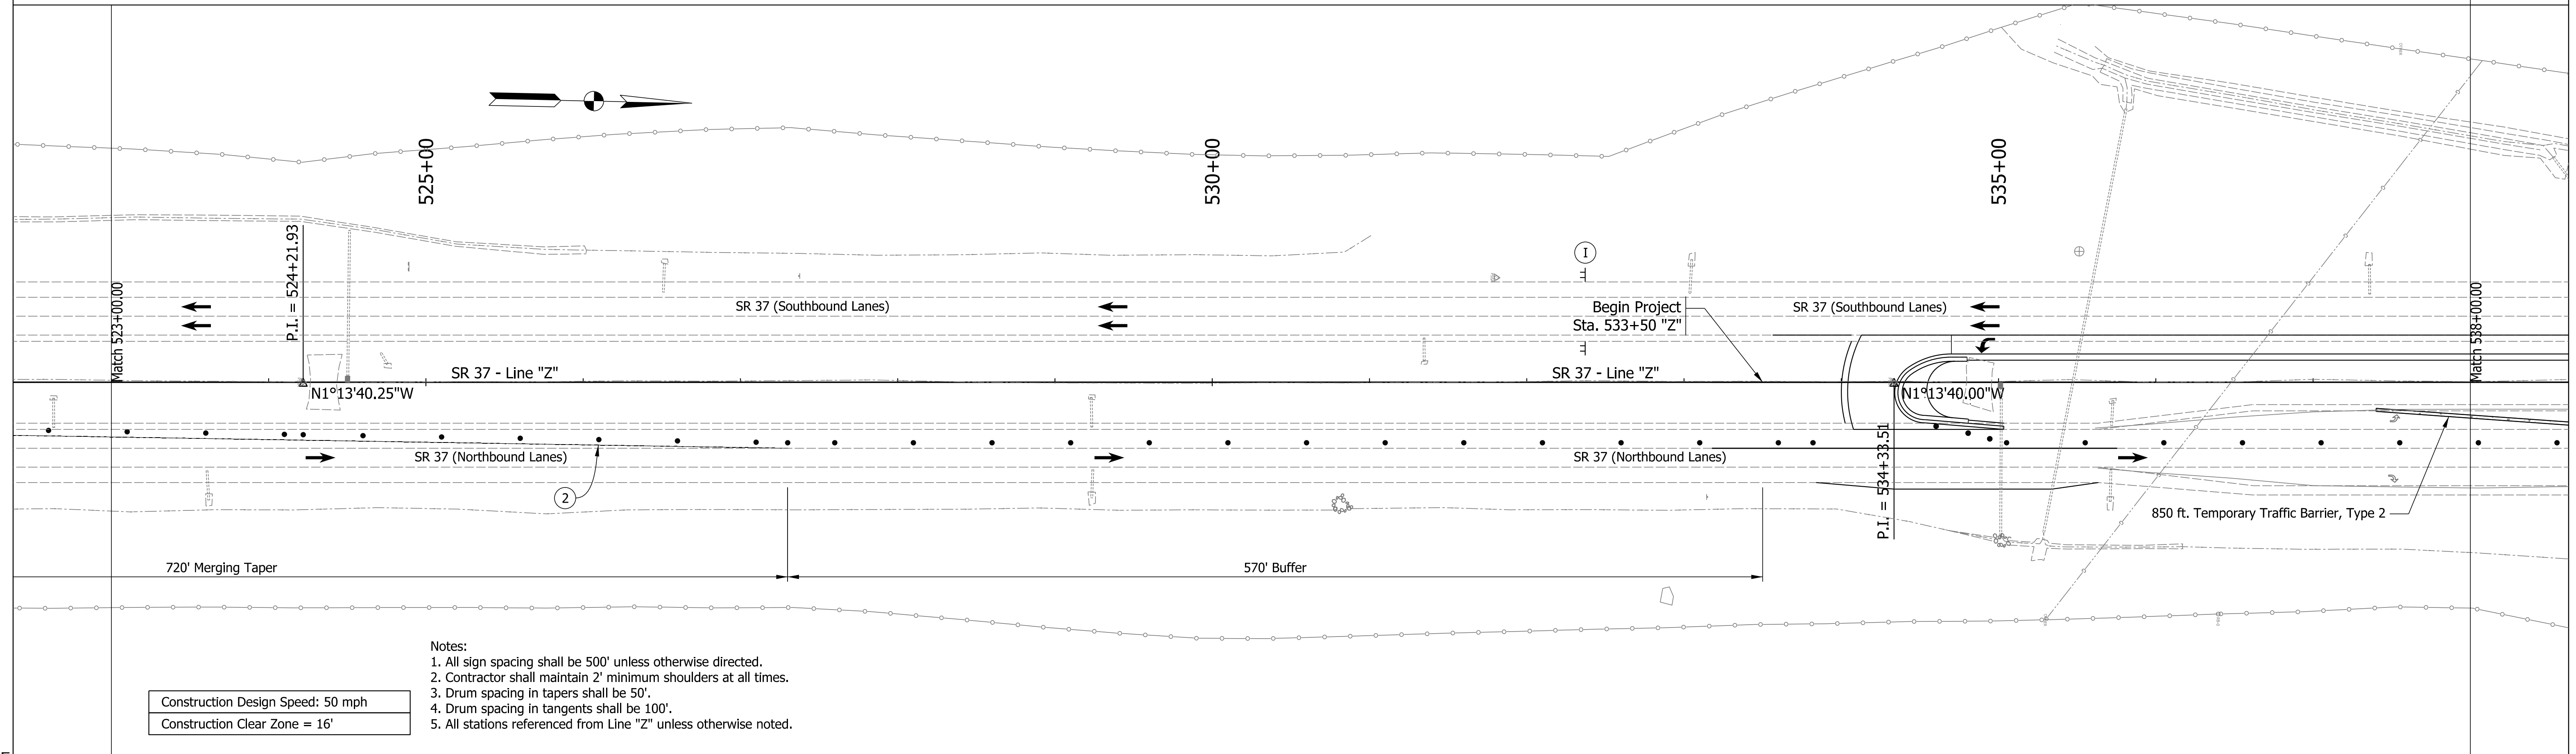 525+00
530+00
535+00
Match 523+00.00
P.I. = 524+21.93
SR 37 (Southbound Lanes)
I
Begin Project
Sta. 533+50 "Z"
SR 37 (Southbound Lanes)
Match 538+00.00
SR 37 - Line "Z"
SR 37 - Line "Z"
N1°13'40.25"W
N1°13'40.00"W
SR 37 (Northbound Lanes)
2
SR 37 (Northbound Lanes)
P.I. = 534+33.51
850 ft. Temporary Traffic Barrier, Type 2
720' Merging Taper
570' Buffer
Notes:
1. All sign spacing shall be 500' unless otherwise directed.
2. Contractor shall maintain 2' minimum shoulders at all times.
3. Drum spacing in tapers shall be 50'.
4. Drum spacing in tangents shall be 100'.
5. All stations referenced from Line "Z" unless otherwise noted.
Construction Design Speed: 50 mph
Construction Clear Zone = 16'